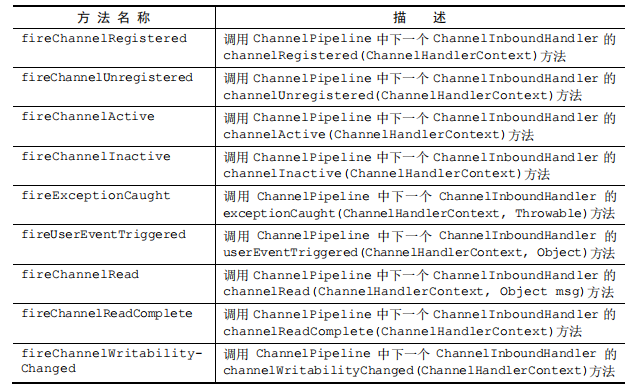 方法名称 描 述
fireChannelRegistered 调用 ChannelPipeline 中下一个 ChannelInboundHandler 的
channelRegistered(ChannelHandlerContext)方法
fireChannelUnregistered 调用 ChannelPipeline 中下一个 ChannelInboundHandler 的
channelUnregistered(ChannelHandlerContext)方法
fireChannelActive 调用 ChannelPipeline 中下一个 ChannelInboundHandler 的
channelActive(ChannelHandlerContext)方法
fireChannelInactive 调用 ChannelPipeline 中下一个 ChannelInboundHandler 的
channelInactive(ChannelHandlerContext)方法
fireExceptionCaught 调用 ChannelPipeline 中下一个 ChannelInboundHandler 的
exceptionCaught(ChannelHandlerContext, Throwable)方法
fireUserEventTriggered 调用 ChannelPipeline 中下一个 ChannelInboundHandler 的
userEventTriggered(ChannelHandlerContext, Object)方法
fireChannelRead 调用 ChannelPipeline 中下一个 ChannelInboundHandler 的
channelRead(ChannelHandlerContext, Object msg)方法
fireChannelReadComplete 调用 ChannelPipeline 中下一个 ChannelInboundHandler 的
channelReadComplete(ChannelHandlerContext)方法
fireChannelWritability- 调用 ChannelPipeline 中下一个 ChannelInboundHandler 的
Changed channelWritabilityChanged(ChannelHandlerContext)方法